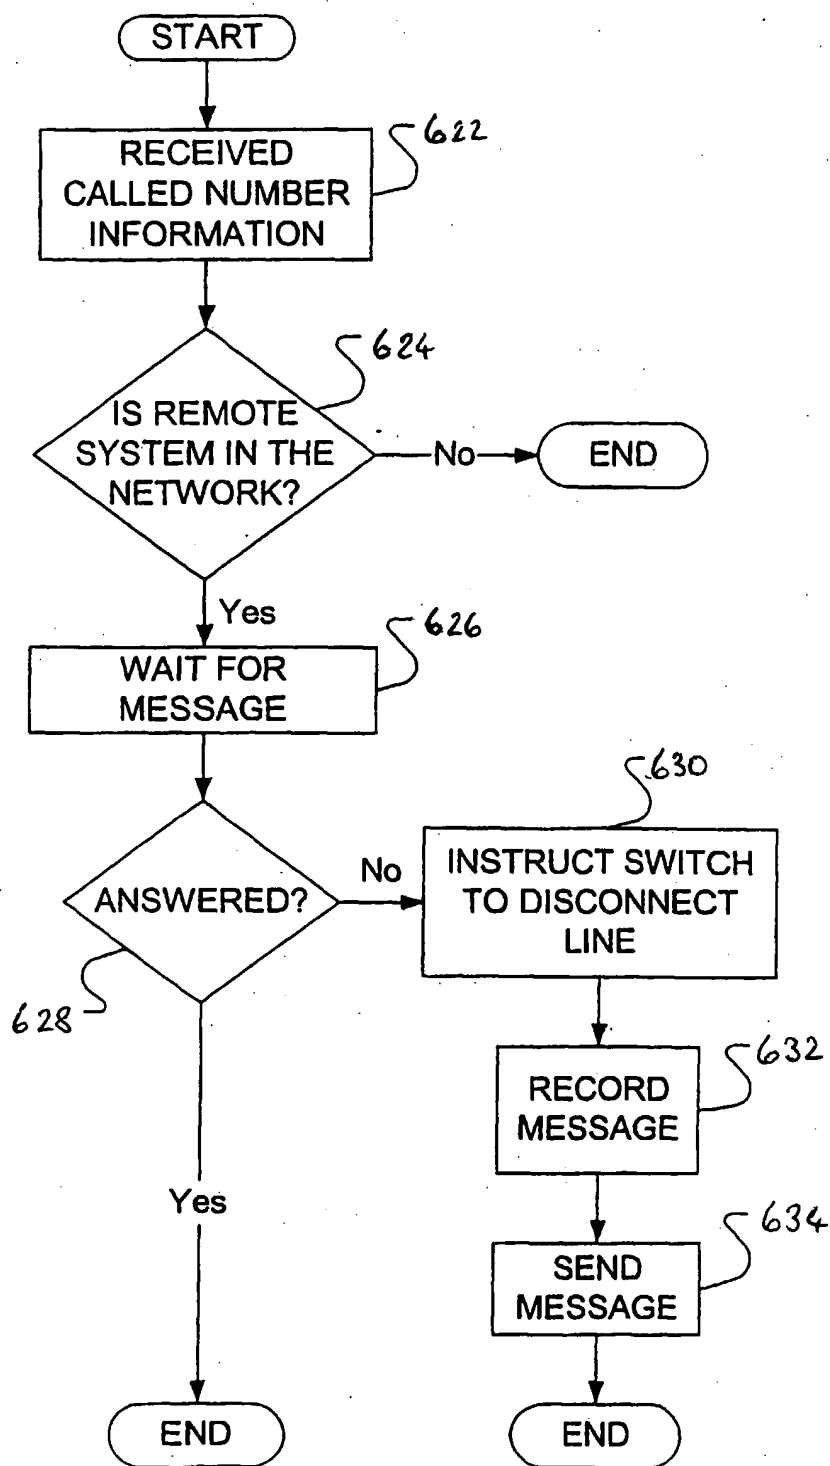 START
RECEIVED
CALLED NUMBER
INFORMATION
622
IS REMOTE
SYSTEM IN THE
NETWORK?
624
No
END
Yes
WAIT FOR
MESSAGE
626
ANSWERED?
628
No
INSTRUCT SWITCH
TO DISCONNECT
LINE
630
RECORD
MESSAGE
632
Yes
SEND
MESSAGE
634
END
END